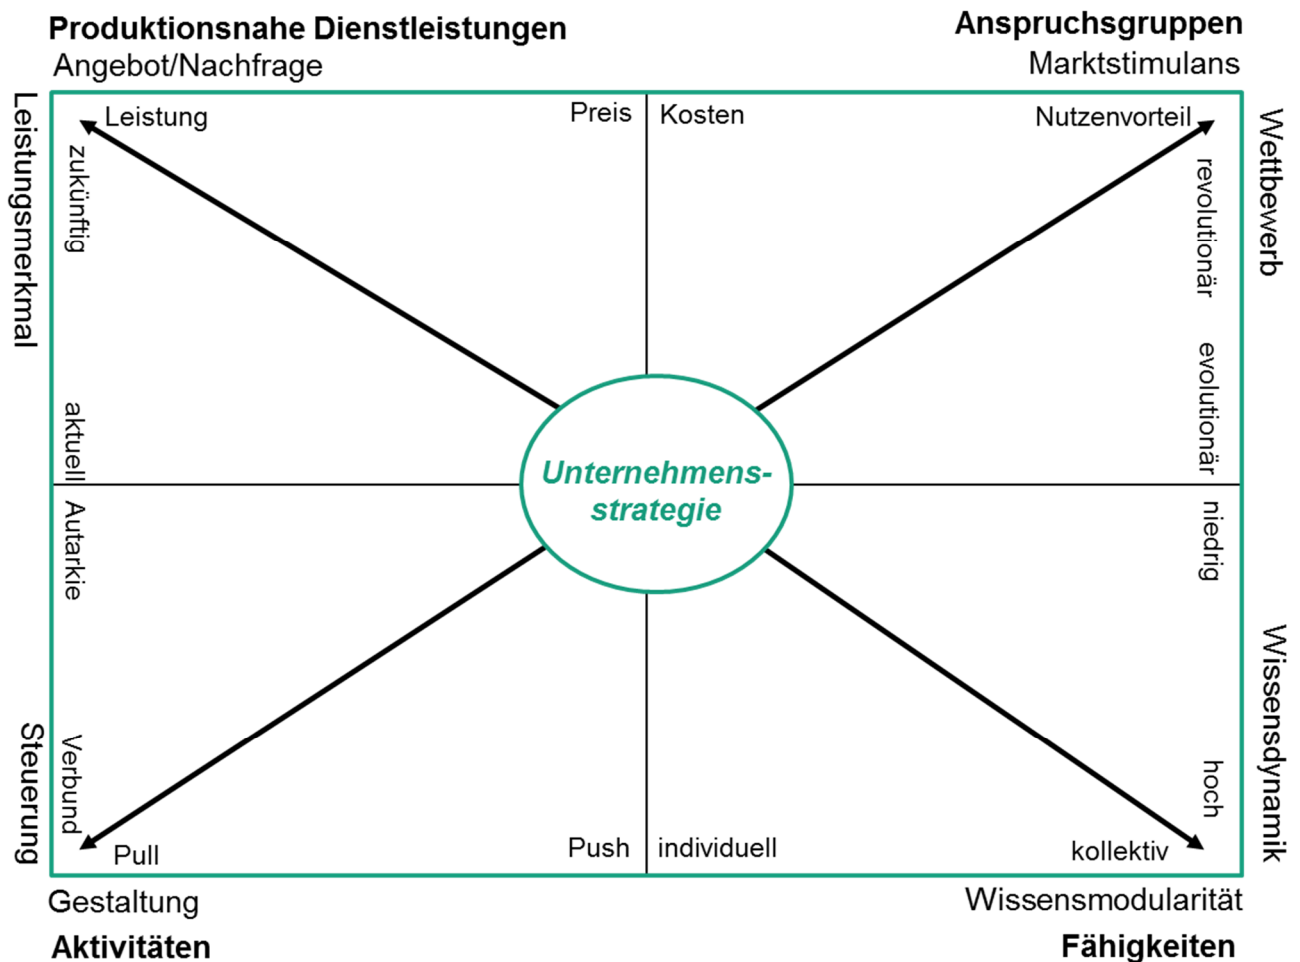 Produktionsnahe Dienstleistungen
Anspruchsgruppen
Angebot/Nachfrage
Marktstimulans
Leistungsmerkmal
Leistung
Preis
Kosten
Nutzenvorteil
Wettbewerb
zukünftig
revolutionär
aktuell
evolutionär
Unternehmens-
strategie
Autarkie
niedrig
Steuerung
Verbund
hoch
Wissensdynamik
Pull
Push
individuell
kollektiv
Gestaltung
Wissensmodularität
Aktivitäten
Fähigkeiten